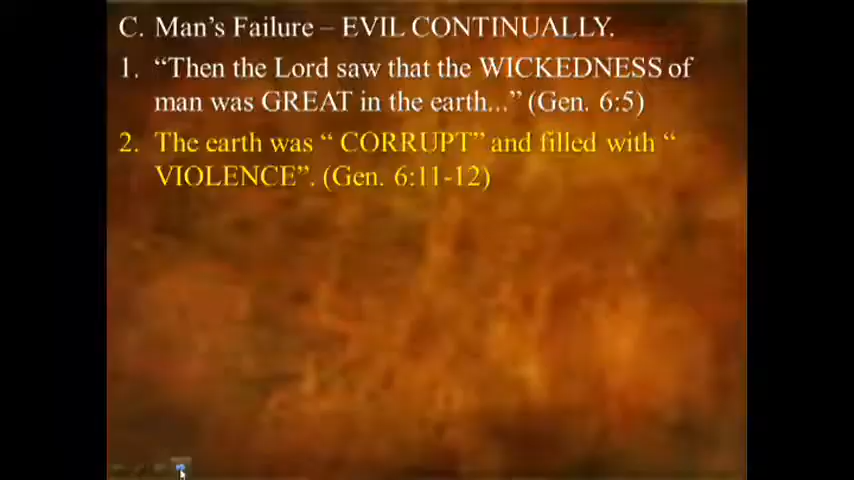 C. Man's Failure – EVIL CONTINUALLY.
1. “Then the Lord saw that the WICKEDNESS of
man was GREAT in the earth...” (Gen. 6:5)
2. The earth was “ CORRUPT” and filled with “
VIOLENCE”. (Gen. 6:11-12)